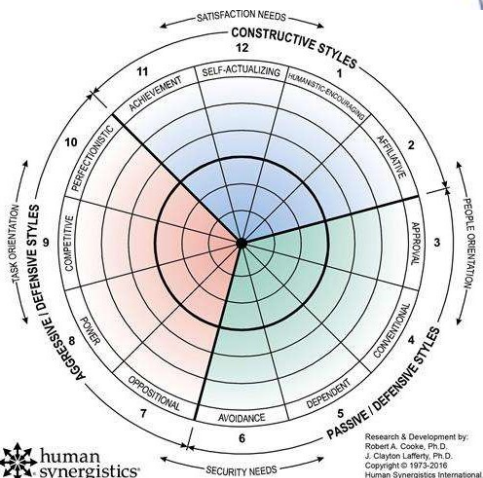 SATISFACTION NEEDS
CONSTRUCTIVE STYLES
12
SELF-ACTUALIZING
1
HUMANISTIC-ENCOURAGING
2
AFFILIATIVE
PEOPLE ORIENTATION
3
APPROVAL
4
CONVENTIONAL
PASSIVE / DEFENSIVE STYLES
5
DEPENDENT
6
AVOIDANCE
SECURITY NEEDS
7
OPPOSITIONAL
8
POWER
AGGRESSIVE / DEFENSIVE STYLES
TASK ORIENTATION
9
COMPETITIVE
10
PERFECTIONISTIC
11
ACHIEVEMENT
human
synergistics®
Research & Development by:
Robert A. Cooke, Ph.D.
J. Clayton Lafferty, Ph.D.
Copyright © 1973-2016
Human Synergistics International.